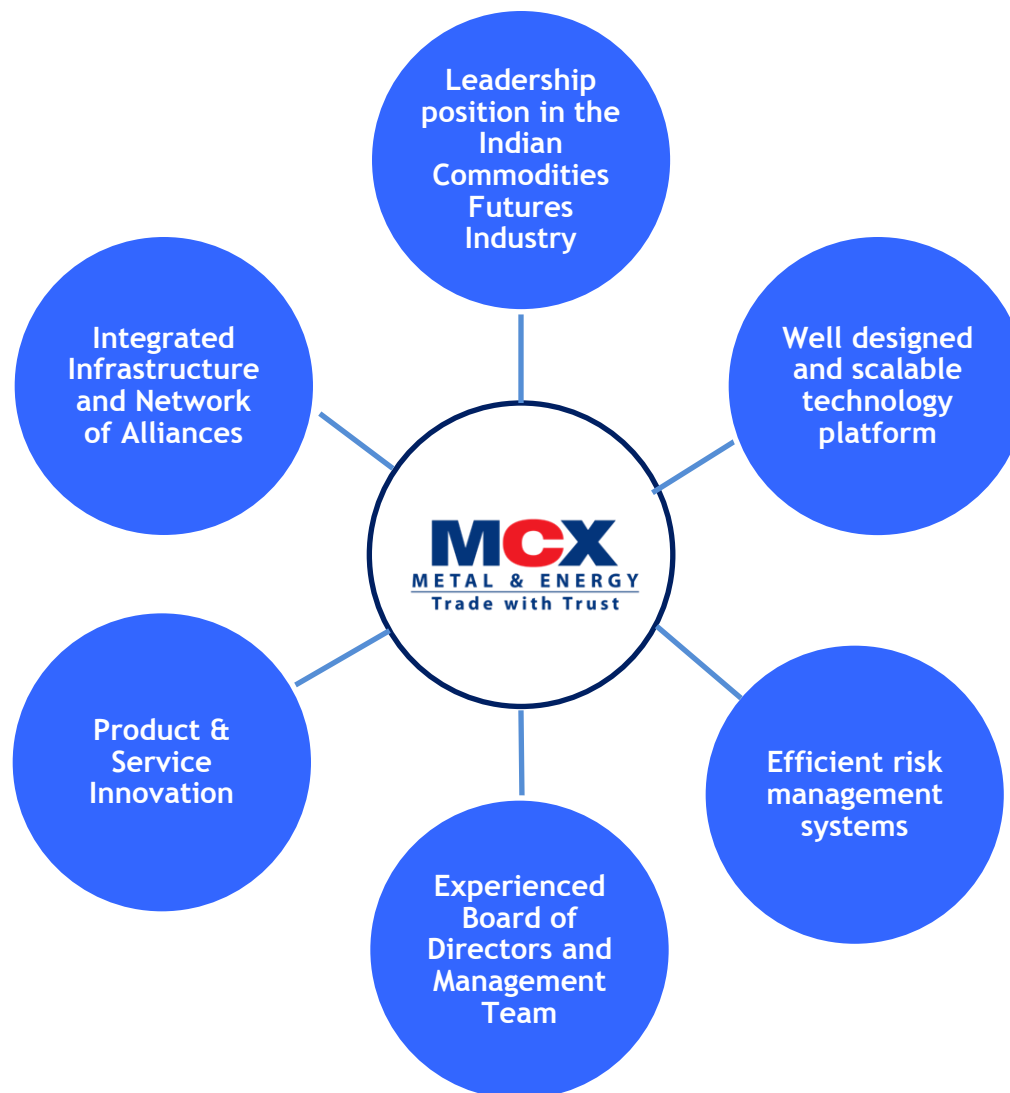 Leadership
position in the
Indian
Commodities
Futures
Industry
Well designed
and scalable
technology
platform
Efficient risk
management
systems
Experienced
Board of
Directors and
Management
Team
Product &
Service
Innovation
Integrated
Infrastructure
and Network
of Alliances
MCX
METAL & ENERGY
Trade with Trust